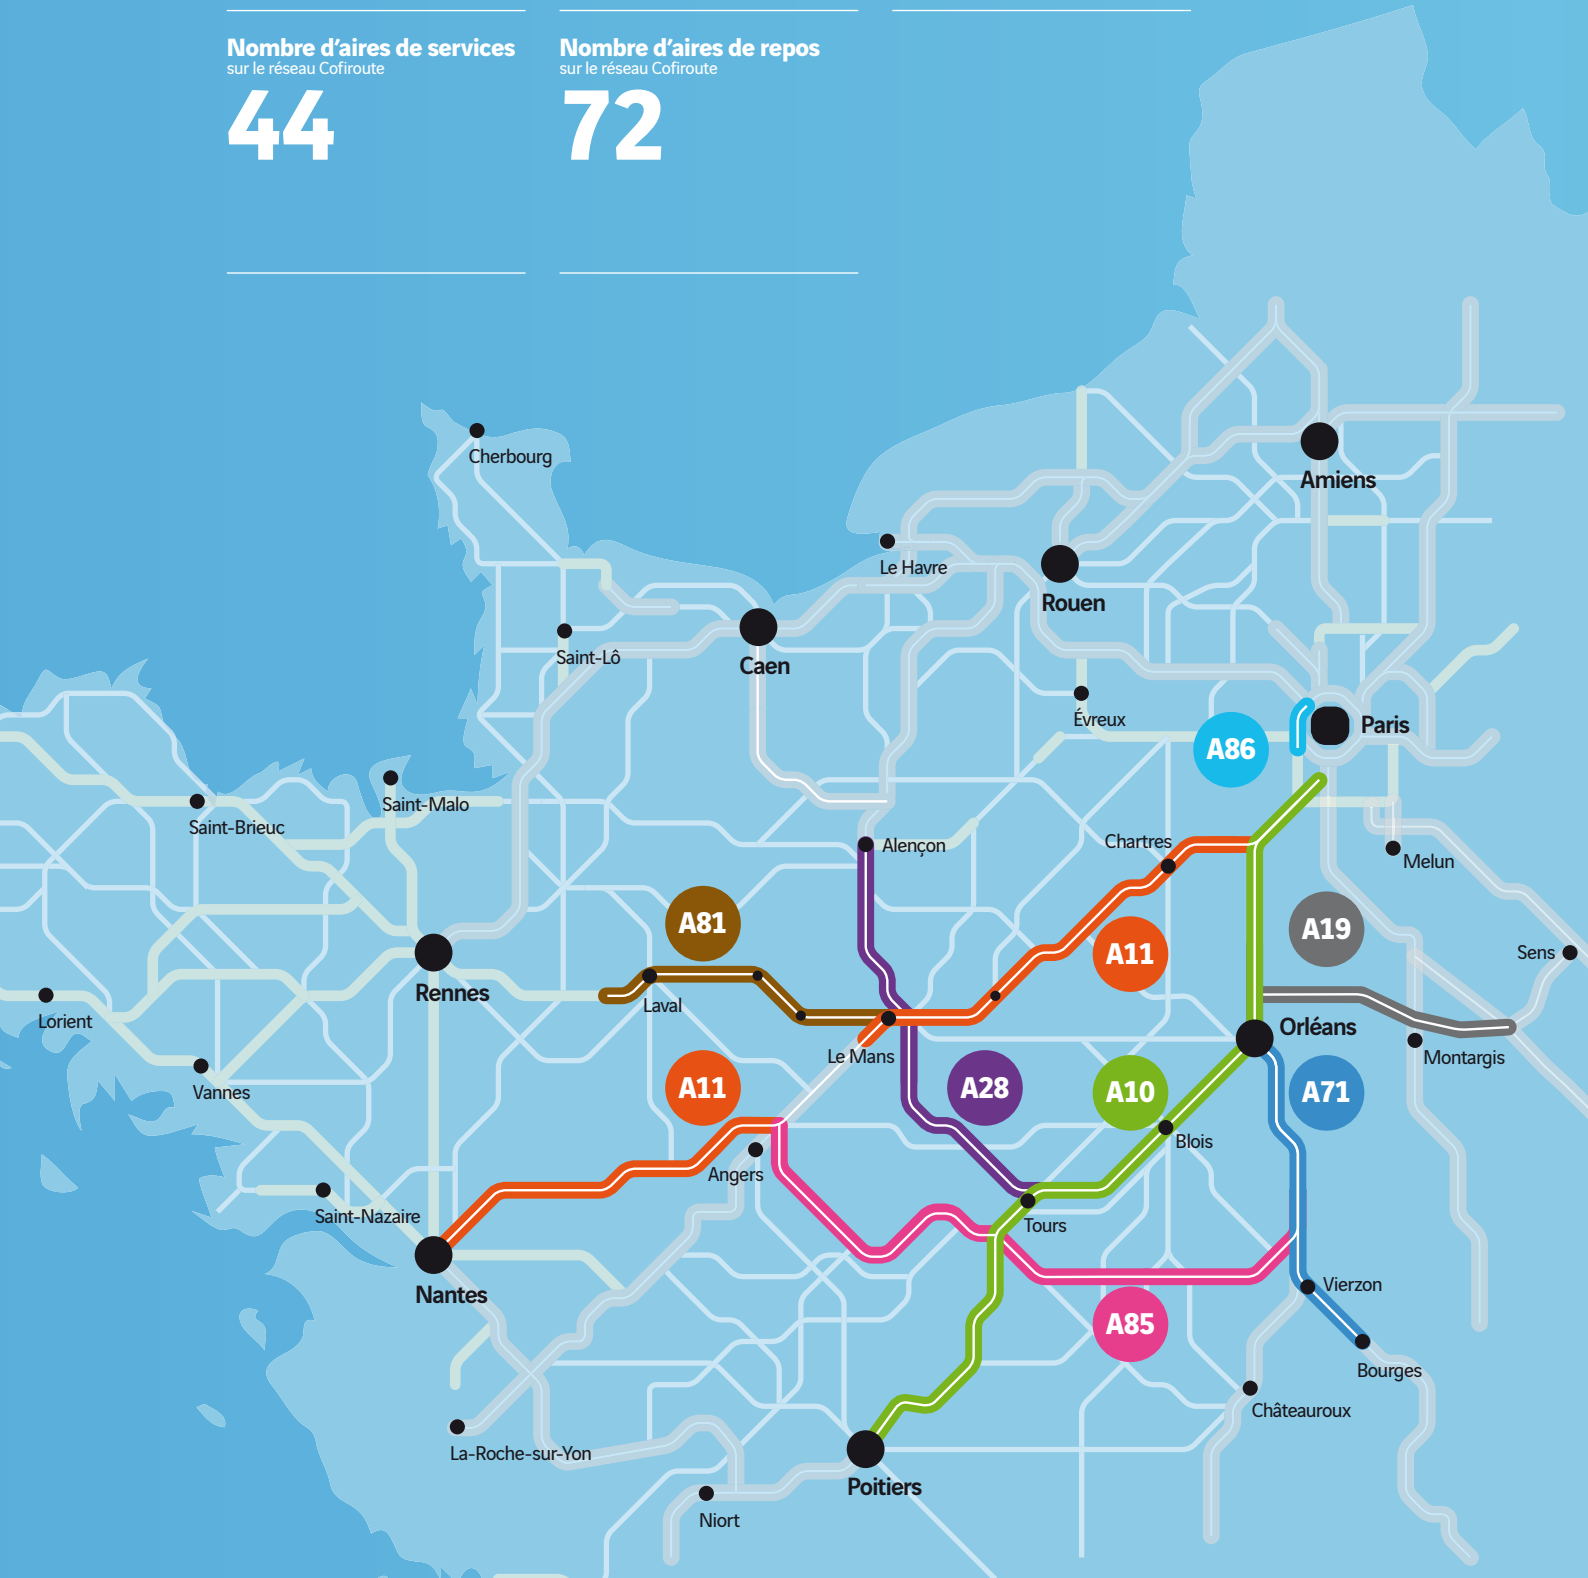 Nombre d'aires de services
sur le réseau Cofiroute
44
Nombre d'aires de repos
sur le réseau Cofiroute
72
Cherbourg
Amiens
Le Havre
Rouen
Saint-Lô
Caen
Évreux
Paris
A86
Saint-Malo
Saint-Brieuc
Alençon
Chartres
Melun
A81
A11
A19
Sens
Rennes
Laval
Lorient
Orléans
Le Mans
Montargis
Vannes
A11
A28
A10
A71
Blois
Angers
Saint-Nazaire
Tours
Nantes
Vierzon
A85
Bourges
Châteauroux
La-Roche-sur-Yon
Poitiers
Niort